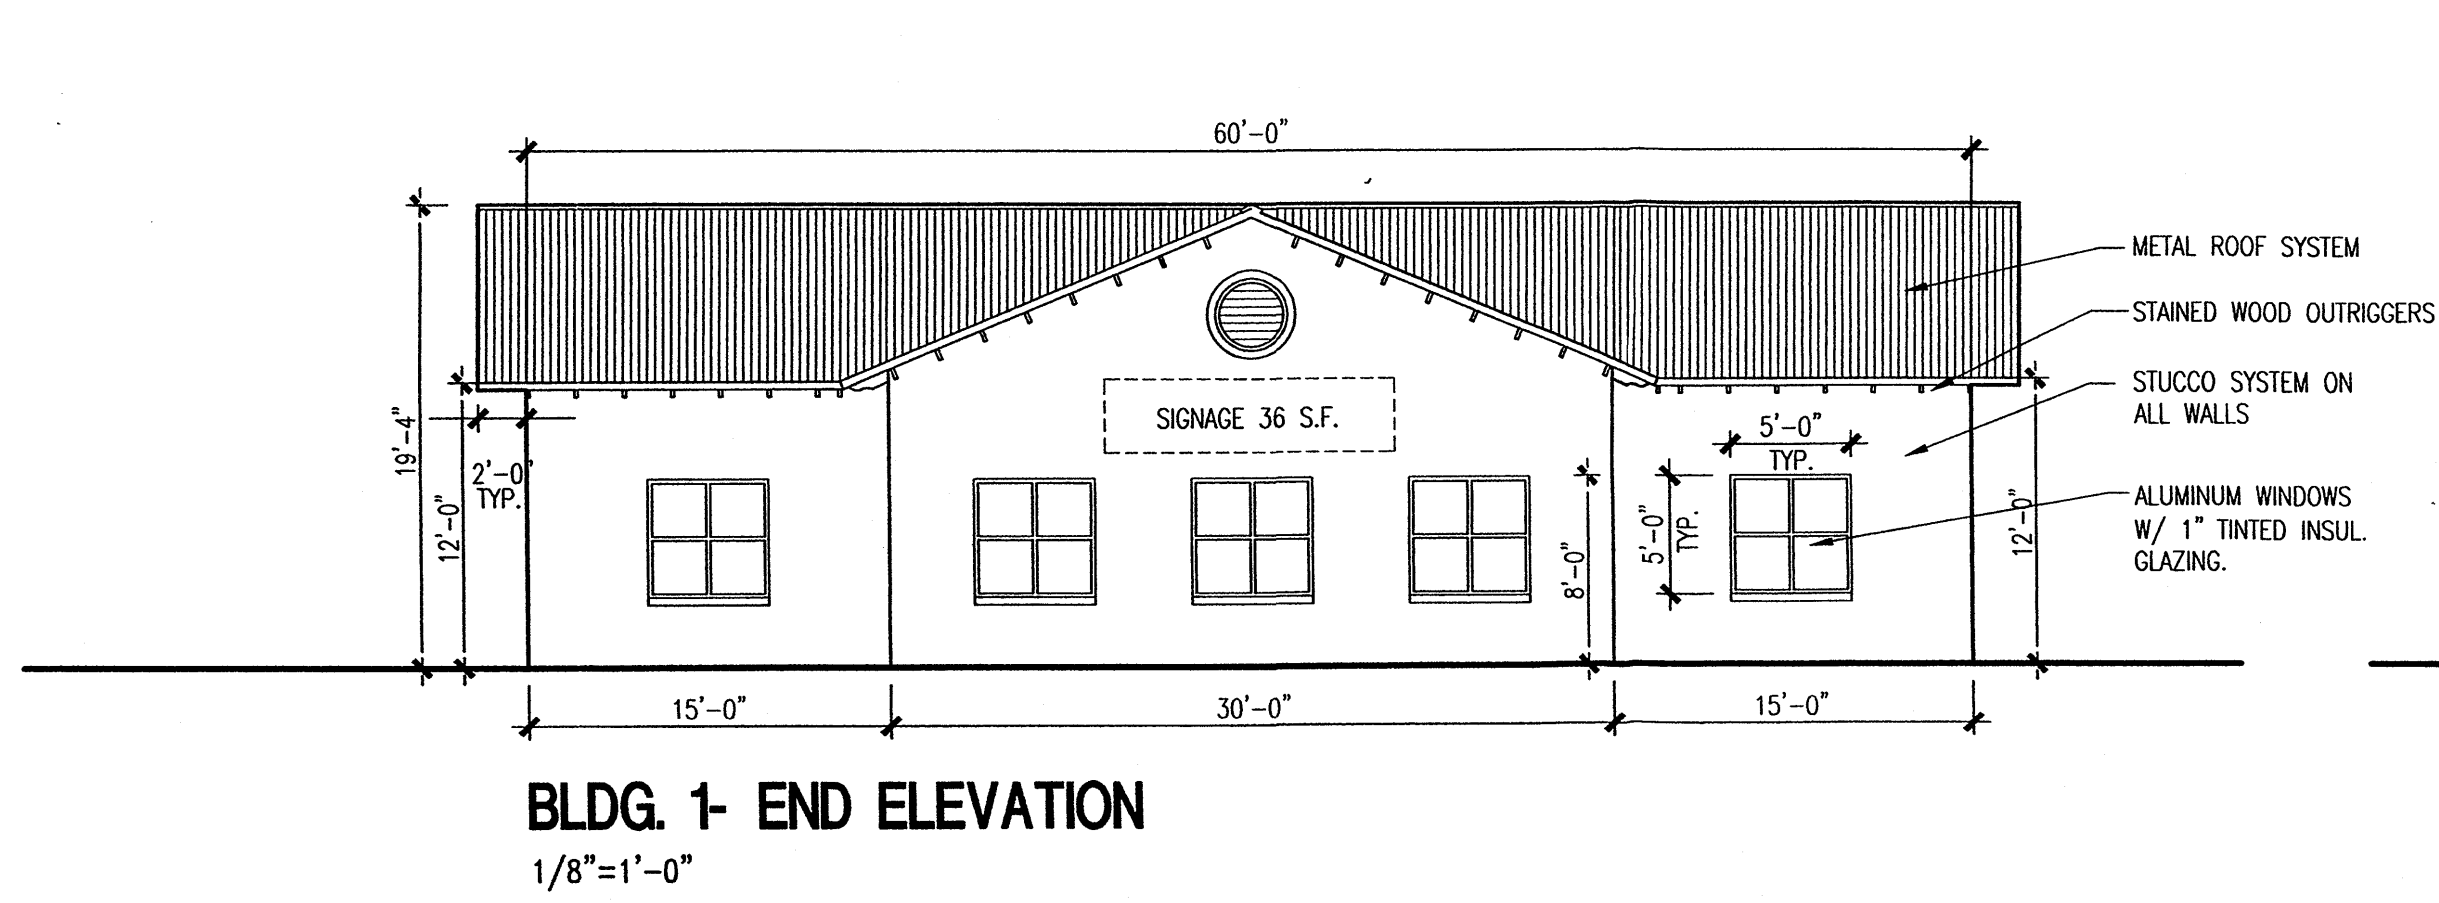 60'-0"
METAL ROOF SYSTEM
STAINED WOOD OUTRIGGERS
STUCCO SYSTEM ON
ALL WALLS
SIGNAGE 36 S.F.
5'-0"
TYP.
19'-4"
2'-0"
TYP.
12'-0"
8'-0"
5'-0"
TYP.
12'-0"
ALUMINUM WINDOWS
W/ 1" TINTED INSUL.
GLAZING.
15'-0"
30'-0"
15'-0"
BLDG. 1- END ELEVATION
1/8"=1'-0"